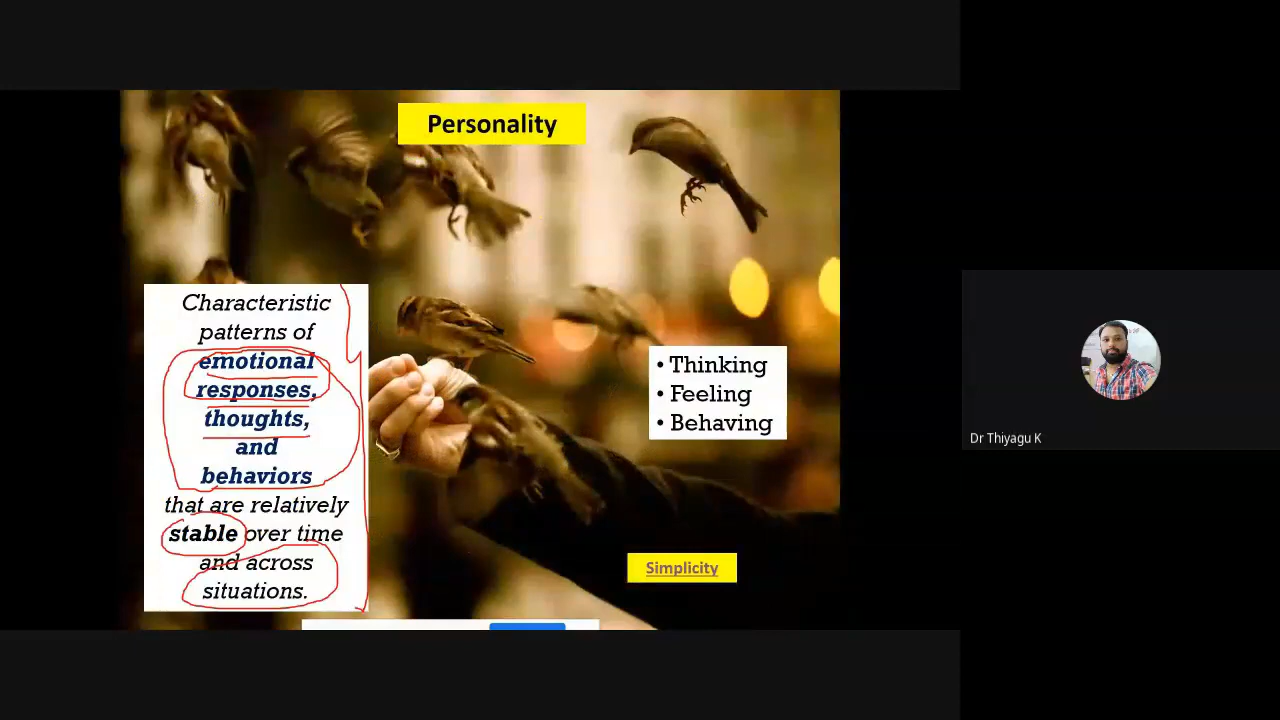 Personality
Characteristic
patterns of
emotional
responses,
thoughts,
and
behaviors
that are relatively
stable over time
and across
situations.
• Thinking
• Feeling
• Behaving
Simplicity
Dr Thiyagu K